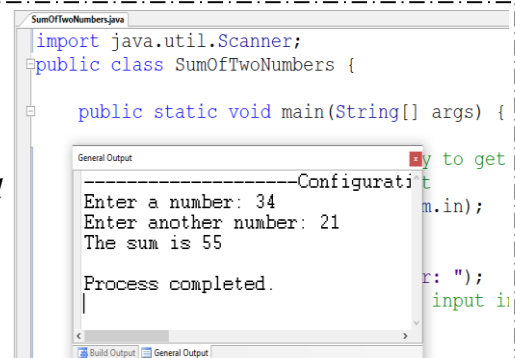 SumOfTwoNumbers.java
import java.util.Scanner;
public class SumOfTwoNumbers {
public static void main(String[] args) {
General Output
y to get
--------------------Configurati
t
Enter a number: 34
m.in);
Enter another number: 21
The sum is 55
r: ");
Process completed.
input
Build Output
General Output